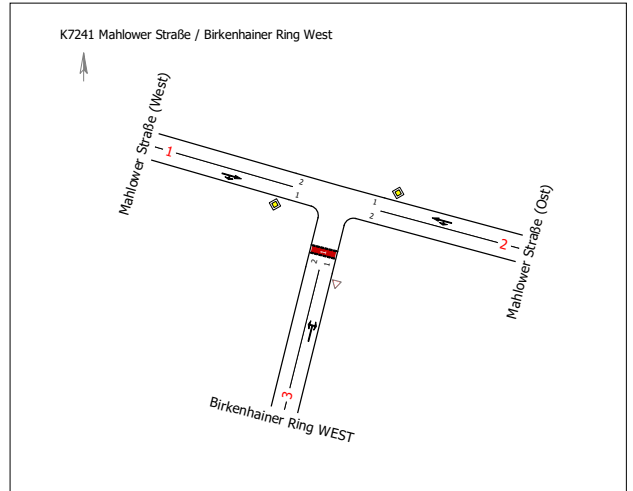 K7241 Mahlower Straße / Birkenhainer Ring West
Mahlower Straße (West)
1
2
1
1
2
2
Mahlower Straße (Ost)
2
1
3
Birkenhainer Ring WEST